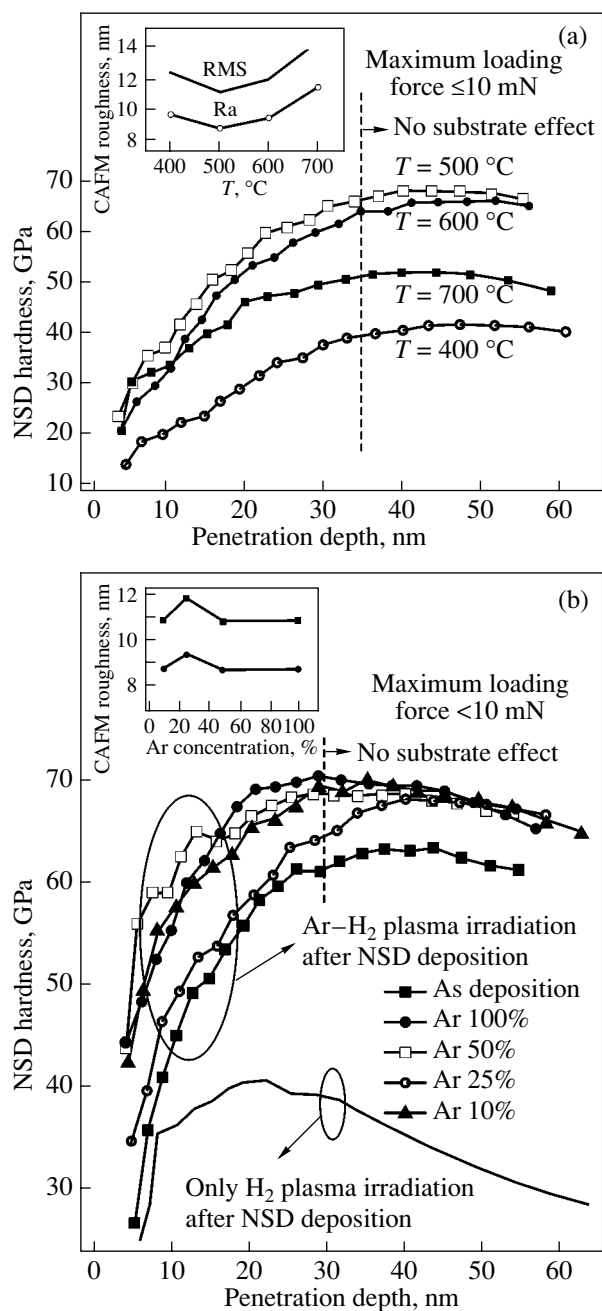 (a)
CAFM roughness, nm
14
12
10
8
RMS
Ra
400 500 600 700
T, °C
Maximum loading
force ≤10 mN
No substrate effect
T = 500 °C
T = 600 °C
T = 700 °C
T = 400 °C
NSD hardness, GPa
70
60
50
40
30
20
10
0 10 20 30 40 50 60
Penetration depth, nm
(b)
CAFM roughness, nm
12
10
8
0 20 40 60 80 100
Ar concentration, %
Maximum loading
force <10 mN
No substrate effect
NSD hardness, GPa
70
60
50
40
30
Ar–H2 plasma irradiation
after NSD deposition
As deposition
Ar 100%
Ar 50%
Ar 25%
Ar 10%
Only H2 plasma irradiation
after NSD deposition
0 10 20 30 40 50 60
Penetration depth, nm